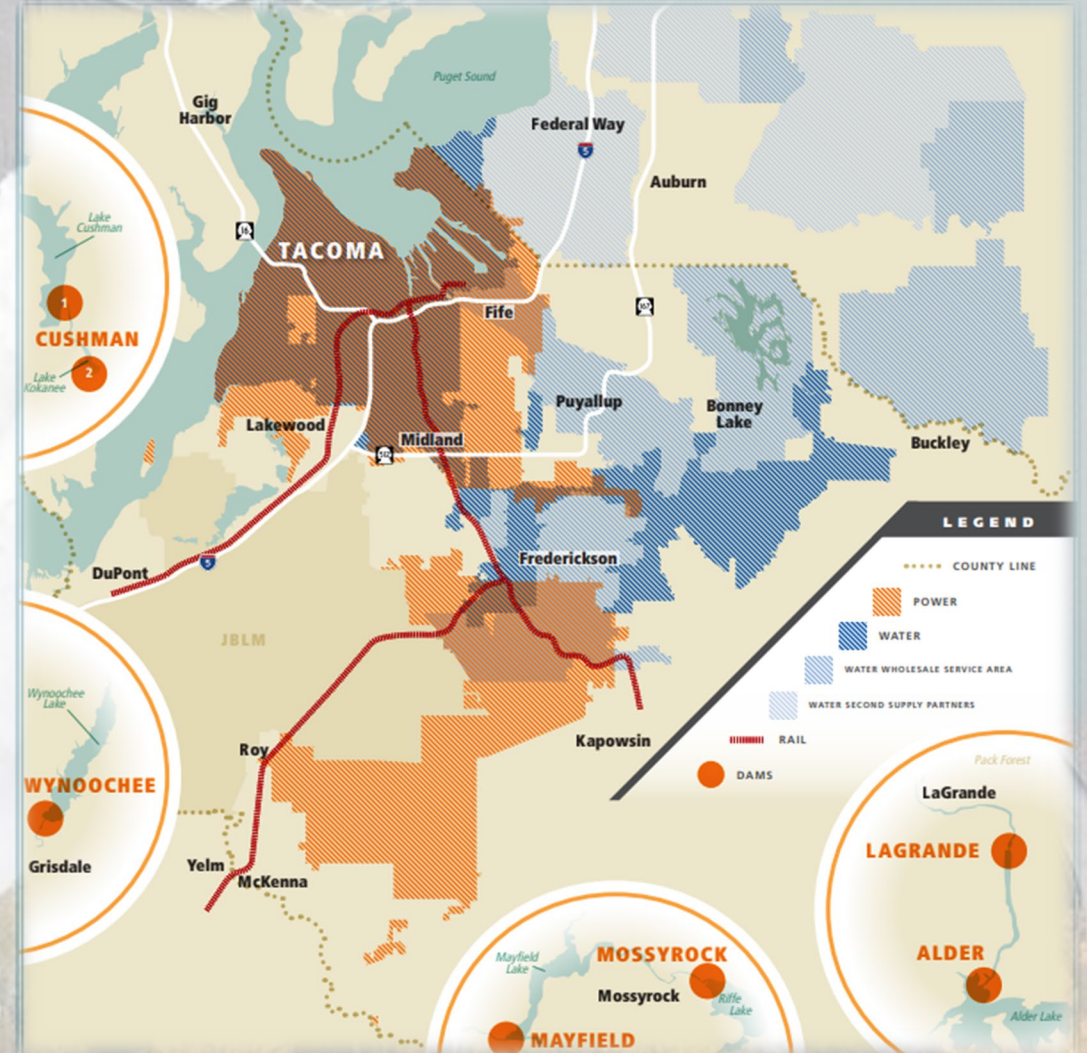 Puget Sound
Gig
Harbor
Federal Way
5
Auburn
16
TACOMA
Lake
Cushman
1
CUSHMAN
2
Lake
Kokanee
Fife
167
Puyallup
Bonney
Lake
Lakewood
Midland
512
Buckley
LEGEND
COUNTY LINE
POWER
WATER
WATER WHOLESALE SERVICE AREA
WATER SECOND SUPPLY PARTNERS
RAIL
DAMS
Frederickson
5
DuPont
JBLM
Wynoochee
Lake
WYNOOCHEE
Grisdale
Roy
Kapowsin
Yelm
McKenna
Pack Forest
LaGrande
LAGRANDE
ALDER
Alder Lake
Mayfield
Lake
MOSSYROCK
Mossyrock
Riffe
Lake
MAYFIELD